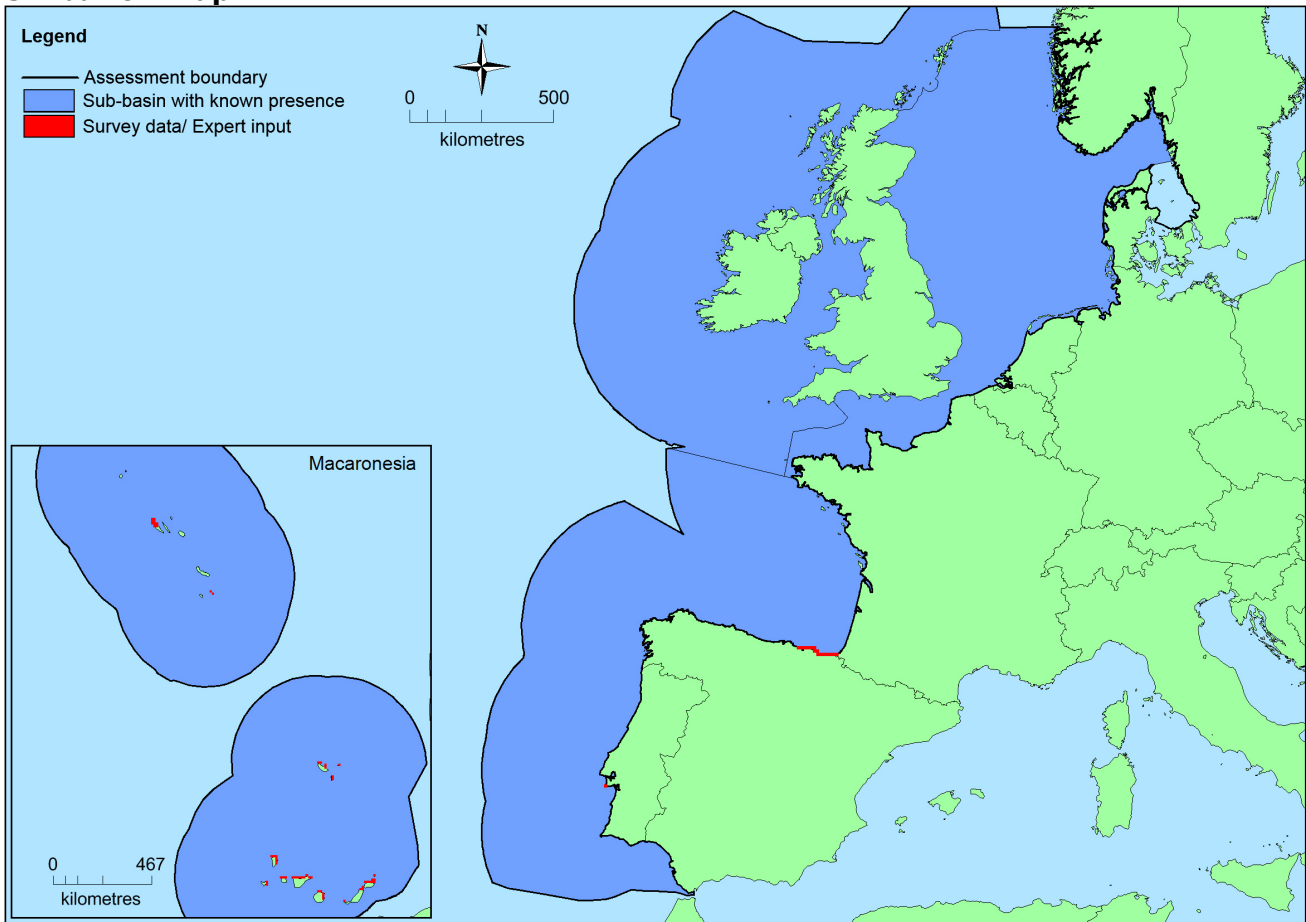 Legend
Assessment boundary
Sub-basin with known presence
Survey data/ Expert input
N
0 500
kilometres
Macaronesia
0 467
kilometres